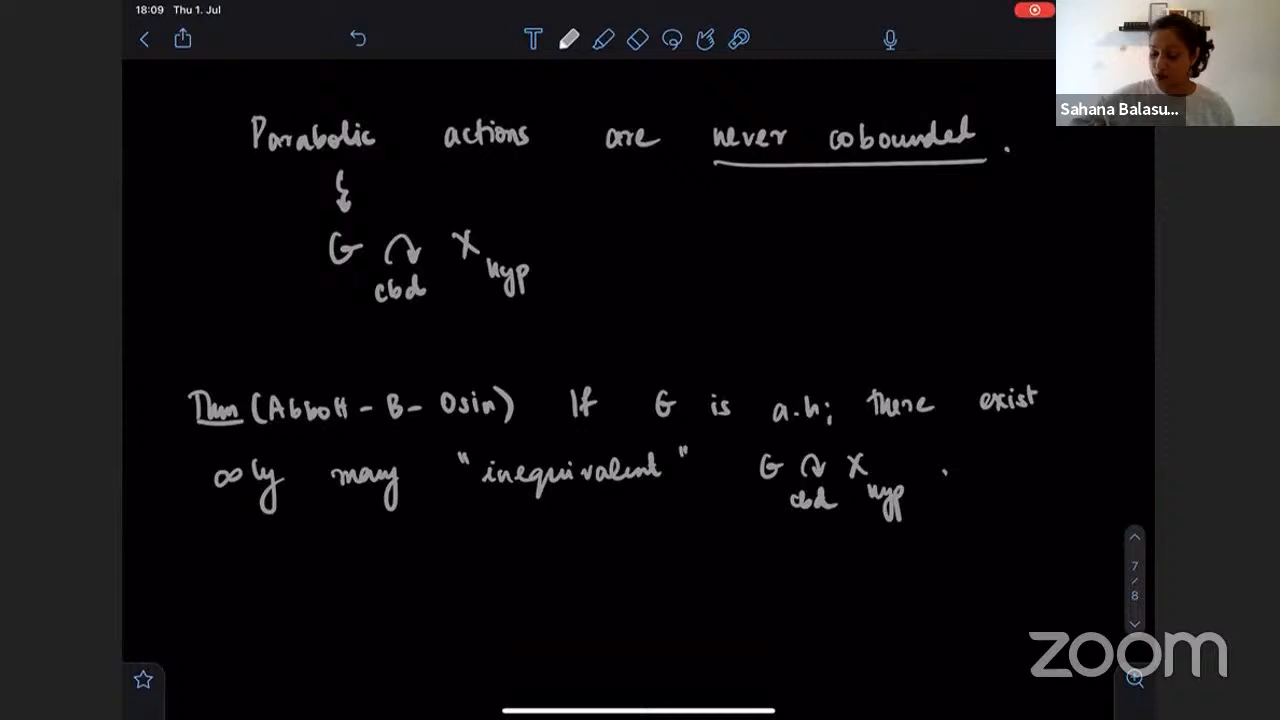 18:09 Thu 1. Jul
Sahana Balasu...
Parabolic actions are never cobounded.
G ↷ X hyp
cbd
Thm (Abbott - B - Osin) If G is a.h; there exist
∞ly many "inequivalent" G ↷ X hyp .
cbd
7
/
8
zoom